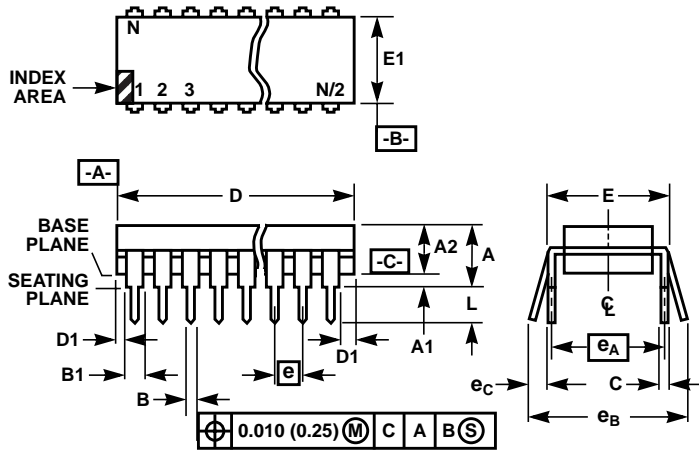 N
INDEX
AREA
1 2 3 N/2
E1
-B-
-A-
D
E
BASE
PLANE
A2
-C-
A
SEATING
PLANE
L
D1
A1
D1
B1
e
B
℄
eA
eC
C
eB
⌖ 0.010 (0.25) Ⓜ C A B Ⓢ